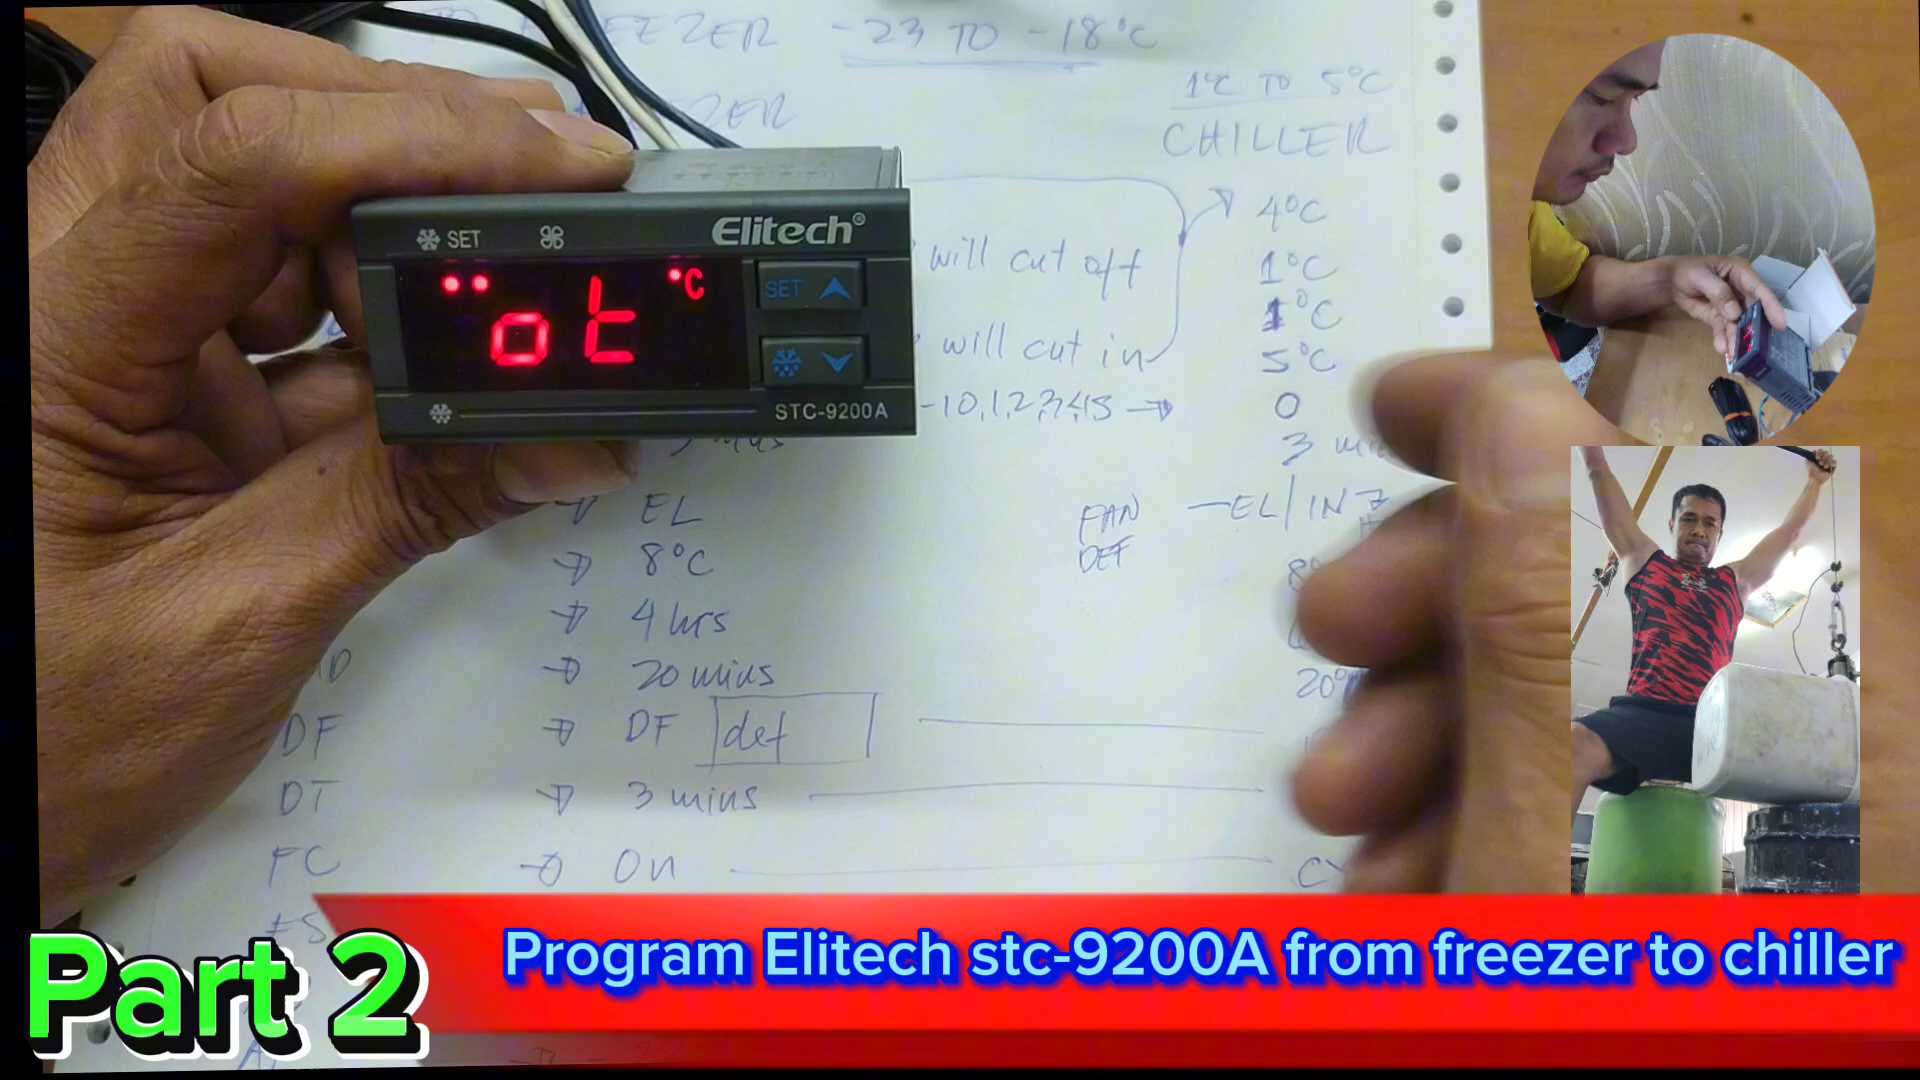 FREEZER -23 TO -18°C
1°C TO 5°C
CHILLER
4°C
will cut off
1°C
1°C
will cut in
5°C
-10,1,2,3,4,5
0
3
SET
Elitech®
°C
ot
SET
STC-9200A
EL
FAN
EL/IN
DEF
8°C
4 hrs
20 mins
DF
DF
def
DT
3 mins
FC
On
Part 2
Program Elitech stc-9200A from freezer to chiller